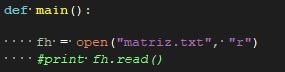 def main():
    fh = open("matriz.txt", "r")
    #print fh.read()